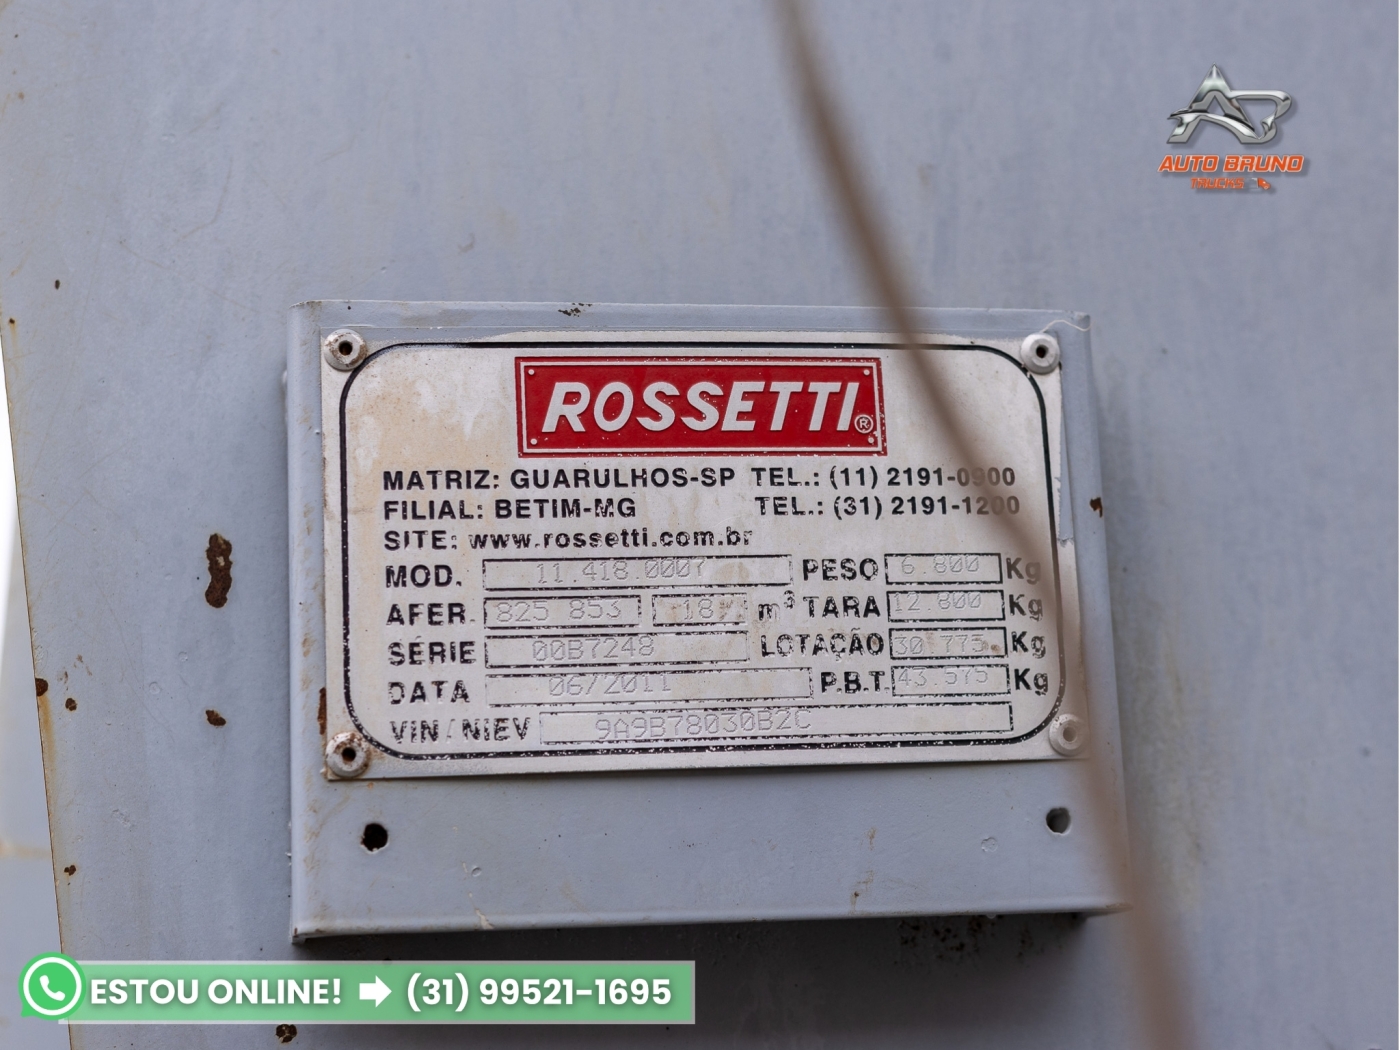 AUTO BRUNO
TRUCKS
ROSSETTI®
MATRIZ: GUARULHOS-SP TEL.: (11) 2191-0900
FILIAL: BETIM-MG TEL.: (31) 2191-1200
SITE: www.rossetti.com.br
MOD. 11.418.0007 PESO 6.800 Kg
AFER. 825 853 18 m³ TARA 12.800 Kg
SÉRIE 00B7248 LOTAÇÃO 30.775 Kg
DATA 06/2011 P.B.T. 43.575 Kg
VIN/NIEV 9A9B78030B2C
ESTOU ONLINE! ➡ (31) 99521-1695